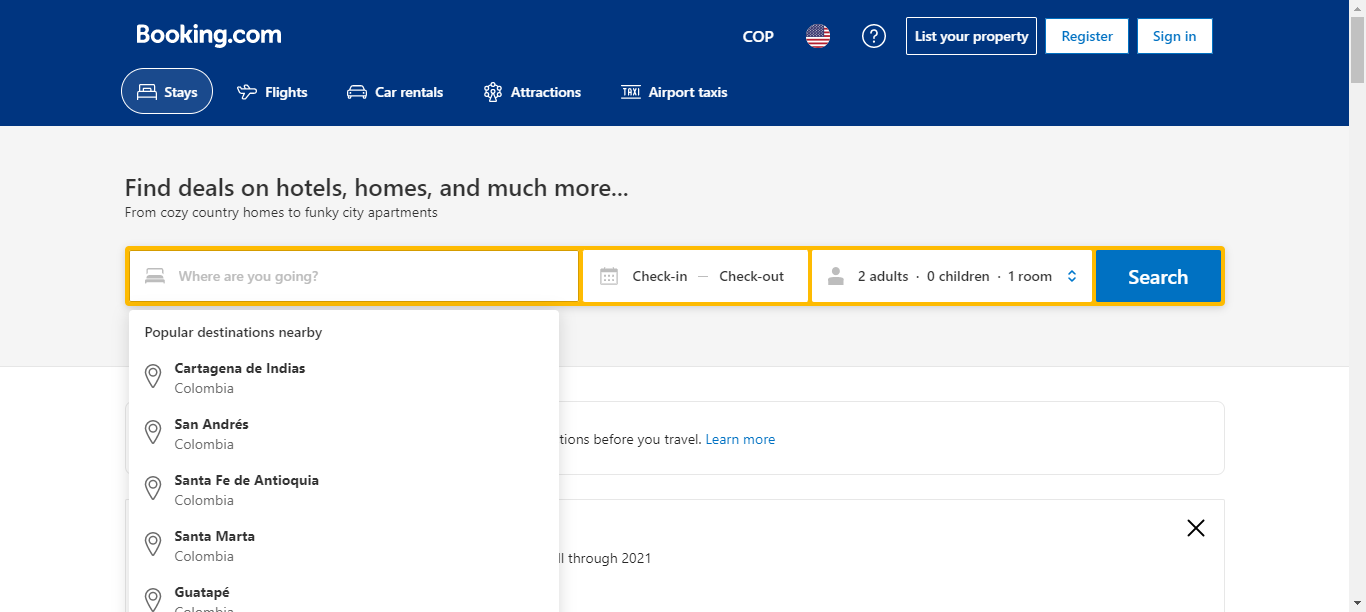 Booking.com
COP
?
List your property
Register
Sign in
Stays
Flights
Car rentals
Attractions
TAXI
Airport taxis
Find deals on hotels, homes, and much more...
From cozy country homes to funky city apartments
Where are you going?
Check-in — Check-out
2 adults · 0 children · 1 room
Search
Popular destinations nearby
Cartagena de Indias
Colombia
San Andrés
Colombia
tions before you travel. Learn more
Santa Fe de Antioquia
Colombia
Santa Marta
Colombia
through 2021
Guatapé
Colombia